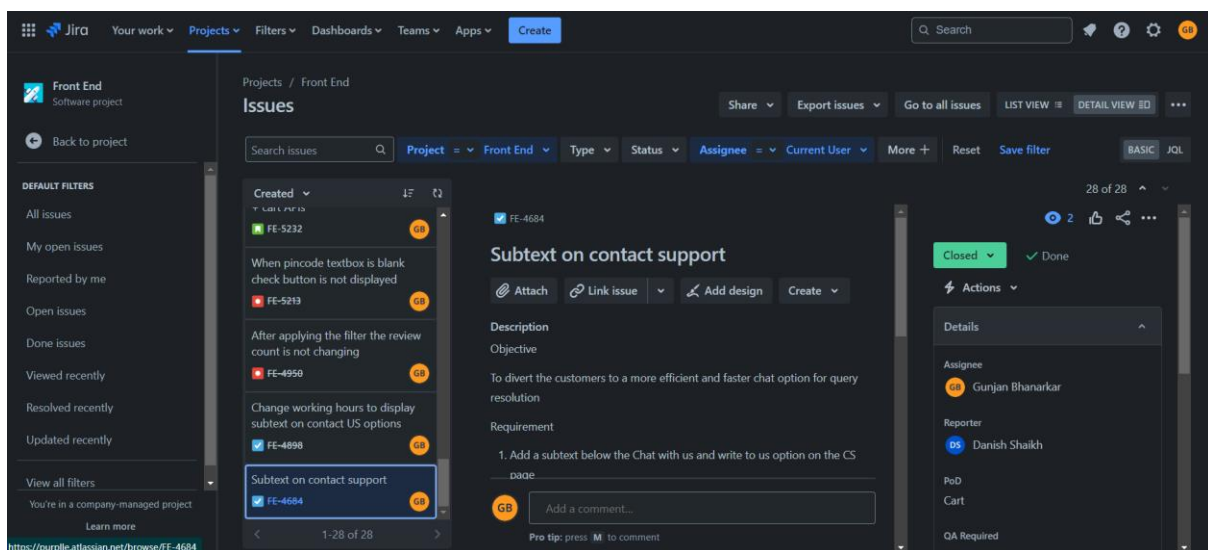 Jira Your work Projects Filters Dashboards Teams Apps Create Search GB
Front End
Software project
Back to project
DEFAULT FILTERS
All issues
My open issues
Reported by me
Open issues
Done issues
Viewed recently
Resolved recently
Updated recently
View all filters
You're in a company-managed project
Learn more
https://purplle.atlassian.net/browse/FE-4684
Projects / Front End
Issues
Share Export issues Go to all issues LIST VIEW DETAIL VIEW
Search issues Project = Front End Type Status Assignee = Current User More + Reset Save filter BASIC JQL
Created
+ cart APIs
FE-5232 GB
When pincode textbox is blank
check button is not displayed
FE-5213 GB
After applying the filter the review
count is not changing
FE-4950 GB
Change working hours to display
subtext on contact US options
FE-4898 GB
Subtext on contact support
FE-4684 GB
1-28 of 28
28 of 28
FE-4684
Subtext on contact support
Attach Link issue Add design Create
Description
Objective
To divert the customers to a more efficient and faster chat option for query
resolution
Requirement
1. Add a subtext below the Chat with us and write to us option on the CS
page
GB Add a comment...
Pro tip: press M to comment
2
Closed Done
Actions
Details
Assignee
GB Gunjan Bhanarkar
Reporter
DS Danish Shaikh
PoD
Cart
QA Required